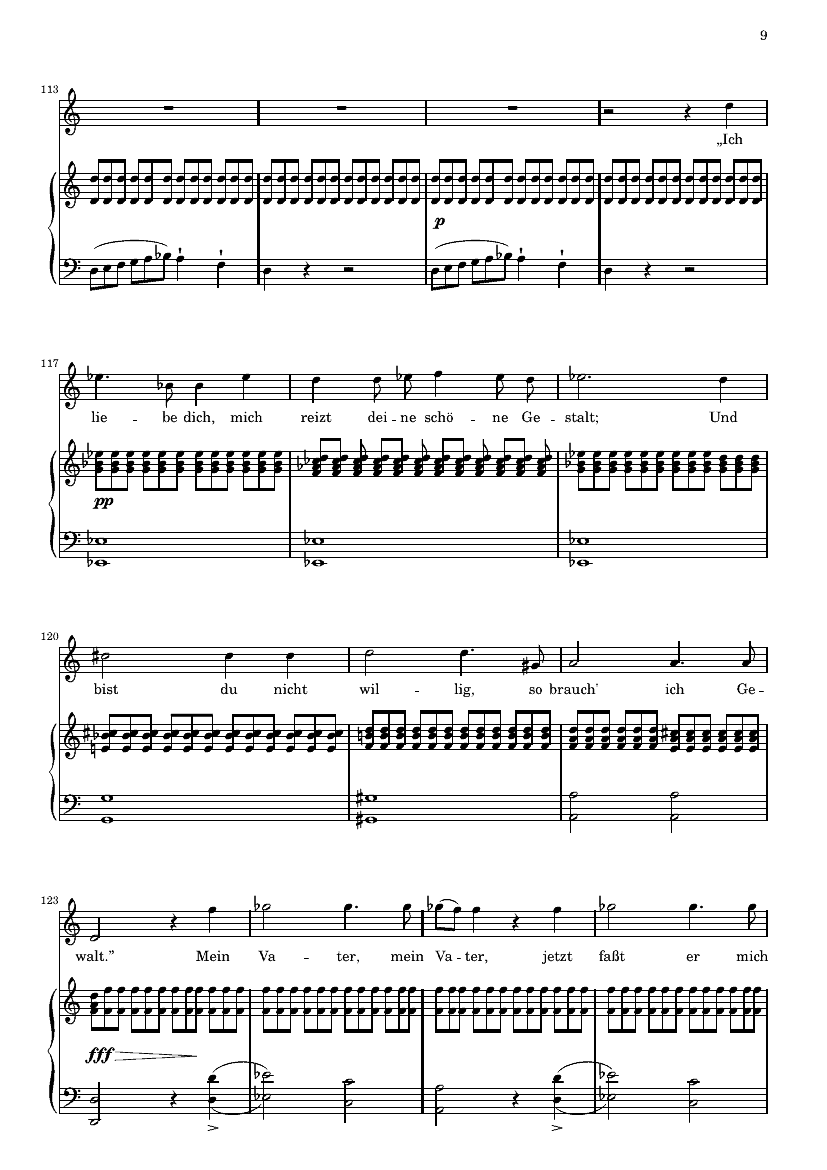 9
113
„Ich
p
117
lie - be dich, mich reizt dei - ne schö - ne Ge - stalt; Und
pp
120
bist du nicht wil - lig, so brauch' ich Ge -
123
walt.” Mein Va - ter, mein Va - ter, jetzt faßt er mich
fff